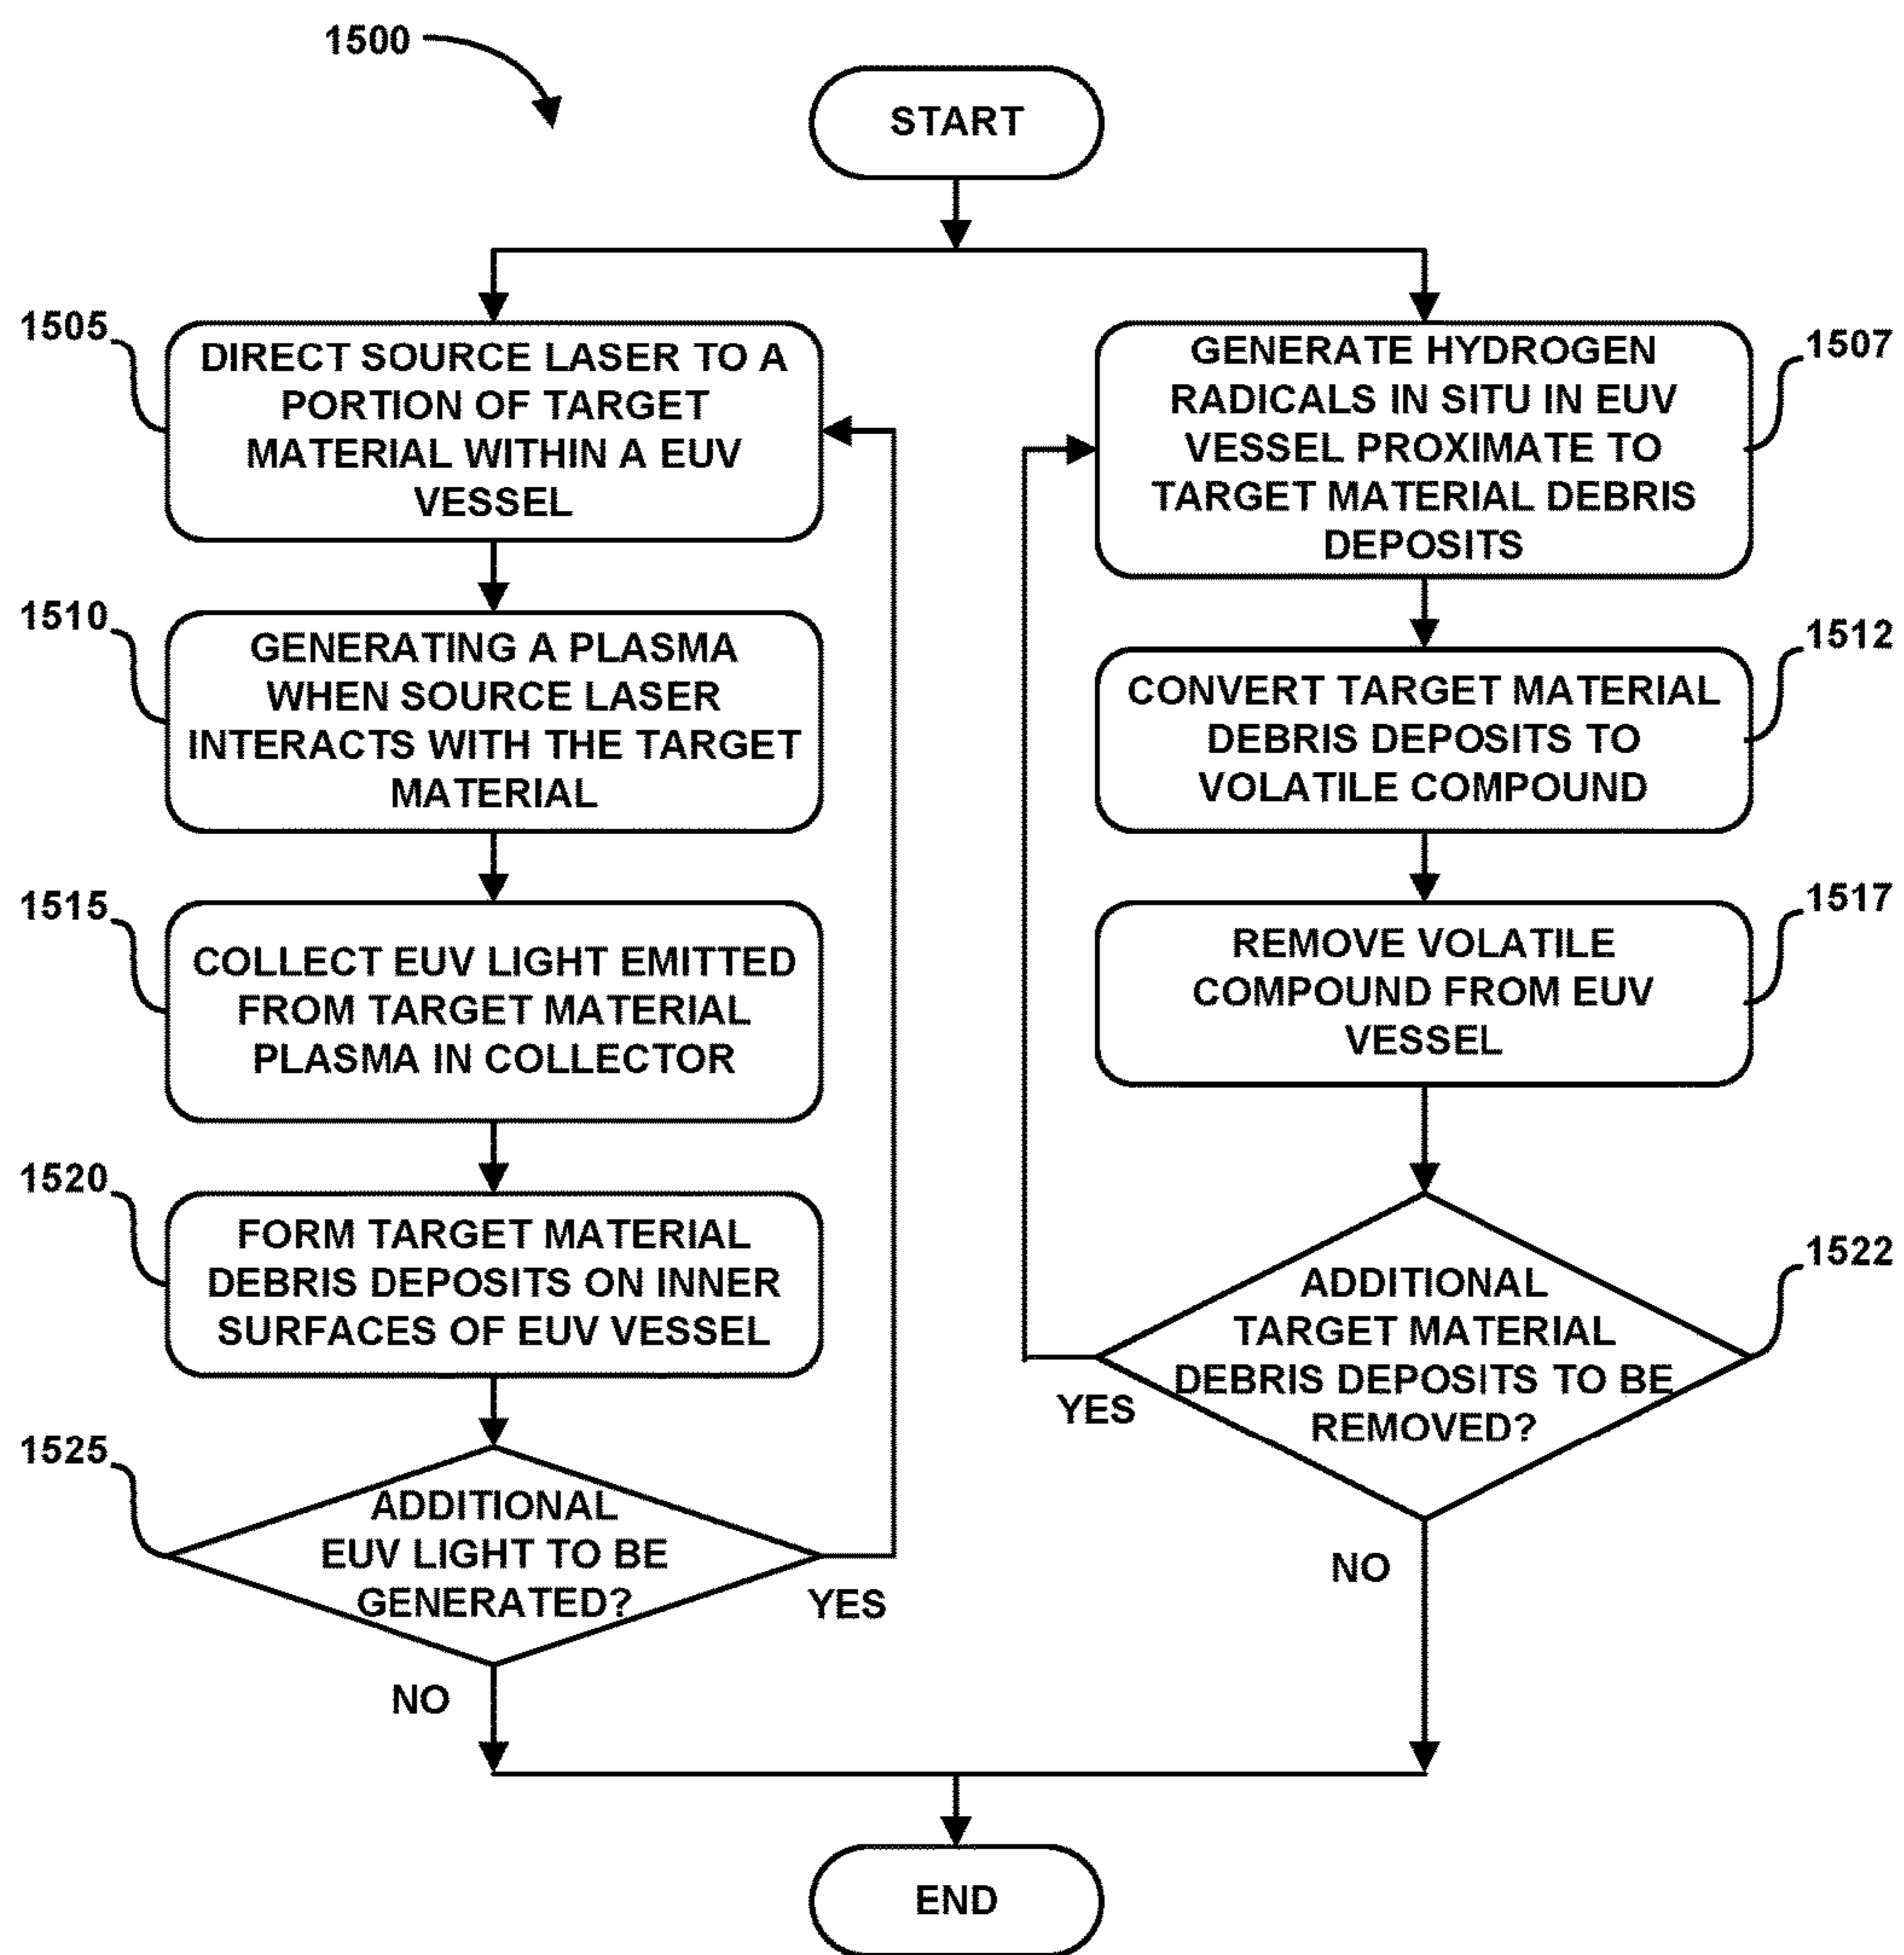 1500
START
1505
DIRECT SOURCE LASER TO A
PORTION OF TARGET
MATERIAL WITHIN A EUV
VESSEL
1510
GENERATING A PLASMA
WHEN SOURCE LASER
INTERACTS WITH THE TARGET
MATERIAL
1515
COLLECT EUV LIGHT EMITTED
FROM TARGET MATERIAL
PLASMA IN COLLECTOR
1520
FORM TARGET MATERIAL
DEBRIS DEPOSITS ON INNER
SURFACES OF EUV VESSEL
1525
ADDITIONAL
EUV LIGHT TO BE
GENERATED?
YES
NO
1507
GENERATE HYDROGEN
RADICALS IN SITU IN EUV
VESSEL PROXIMATE TO
TARGET MATERIAL DEBRIS
DEPOSITS
1512
CONVERT TARGET MATERIAL
DEBRIS DEPOSITS TO
VOLATILE COMPOUND
1517
REMOVE VOLATILE
COMPOUND FROM EUV
VESSEL
1522
ADDITIONAL
TARGET MATERIAL
DEBRIS DEPOSITS TO BE
REMOVED?
YES
NO
END